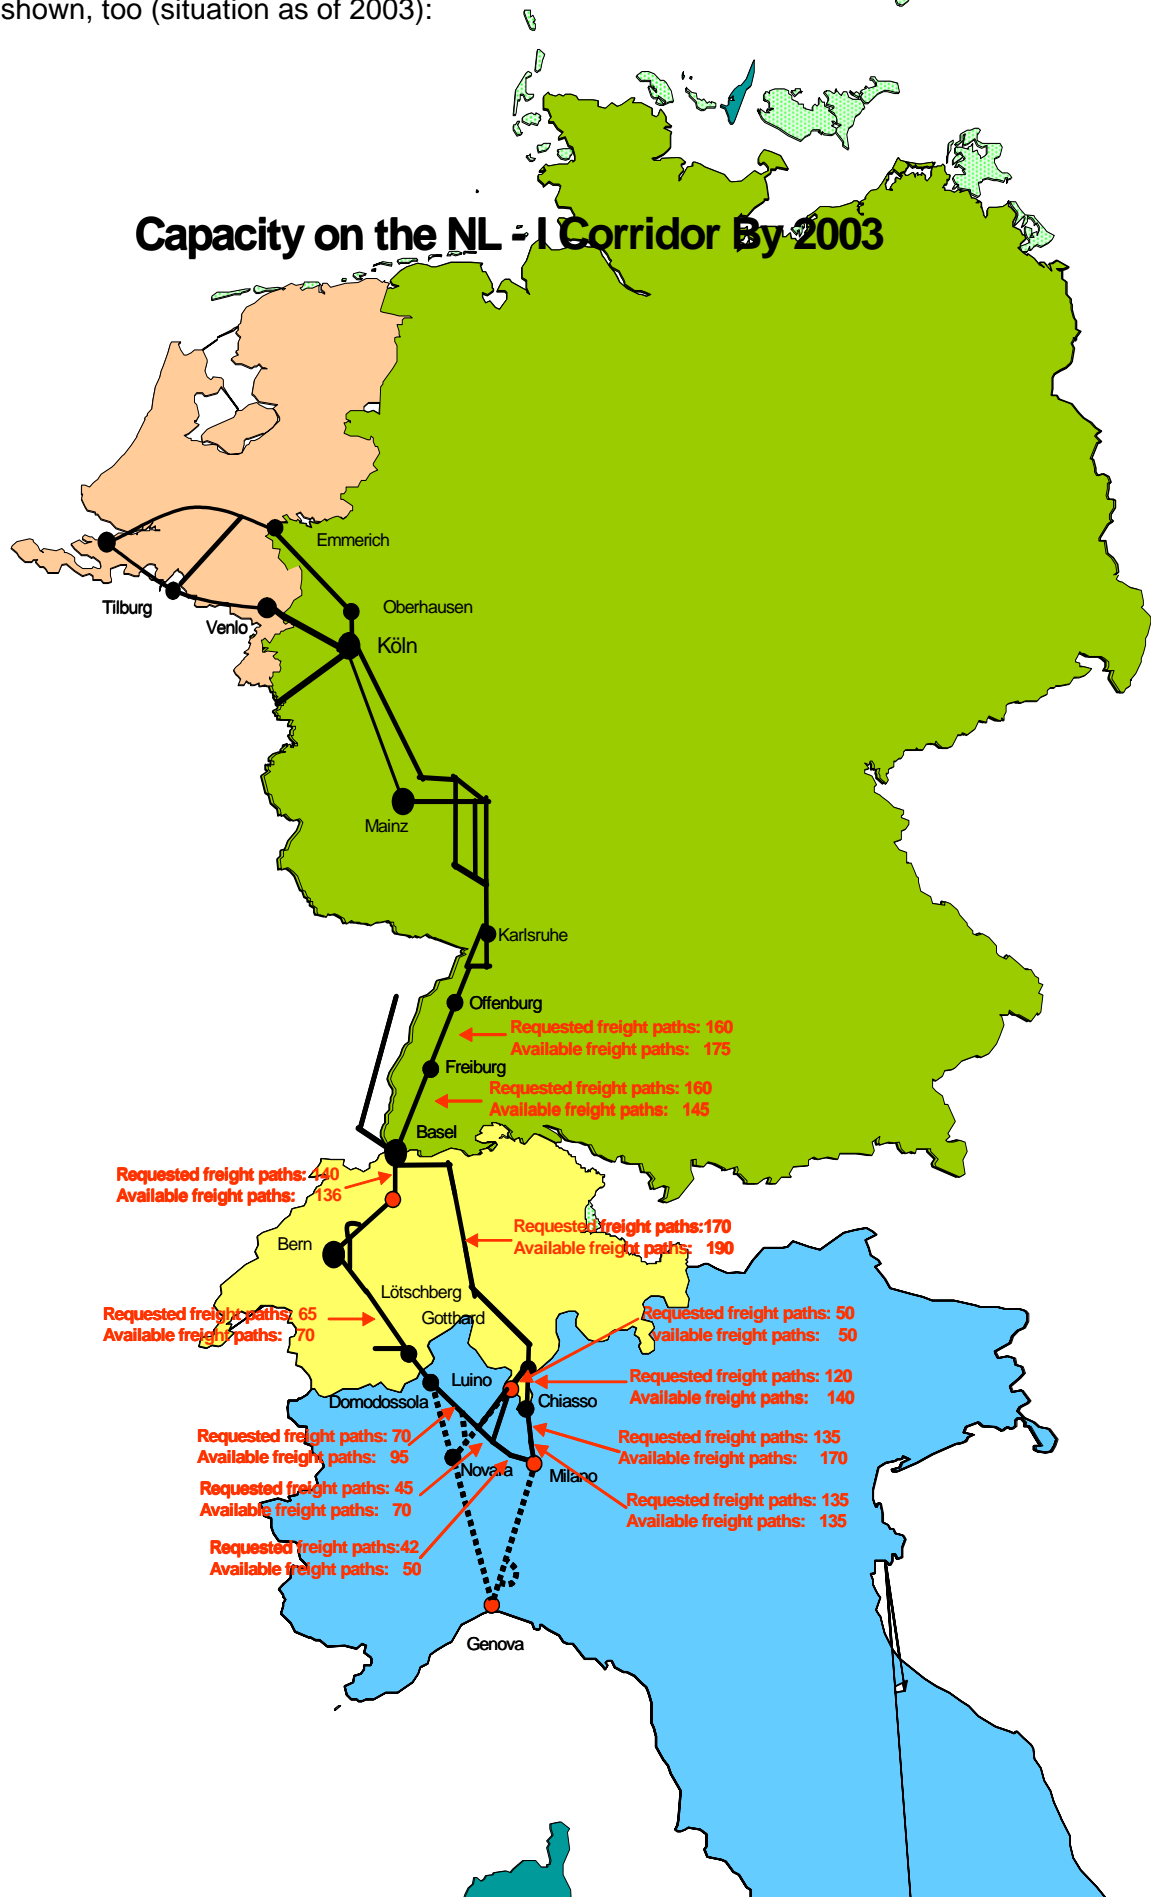 shown, too (situation as of 2003):
Capacity on the NL - I Corridor By 2003
Emmerich
Tilburg
Oberhausen
Venlo
Köln
Mainz
Karlsruhe
Offenburg
Requested freight paths: 160
Available freight paths: 175
Freiburg
Requested freight paths: 160
Available freight paths: 145
Basel
Requested freight paths: 140
Available freight paths: 136
Requested freight paths:170
Available freight paths: 190
Bern
Lötschberg
Gotthard
Requested freight paths: 65
Available freight paths: 70
Requested freight paths: 50
vailable freight paths: 50
Luino
Requested freight paths: 120
Available freight paths: 140
Domodossola
Chiasso
Requested freight paths: 70
Available freight paths: 95
Requested freight paths: 135
Available freight paths: 170
Novara
Milano
Requested freight paths: 45
Available freight paths: 70
Requested freight paths: 135
Available freight paths: 135
Requested freight paths:42
Available freight paths: 50
Genova